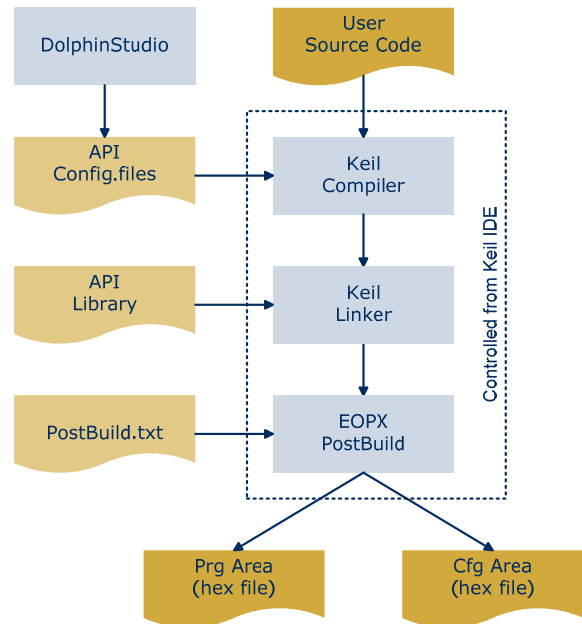 DolphinStudio
User
Source Code
API
Config.files
Keil
Compiler
API
Library
Keil
Linker
Controlled from Keil IDE
PostBuild.txt
EOPX
PostBuild
Prg Area
(hex file)
Cfg Area
(hex file)